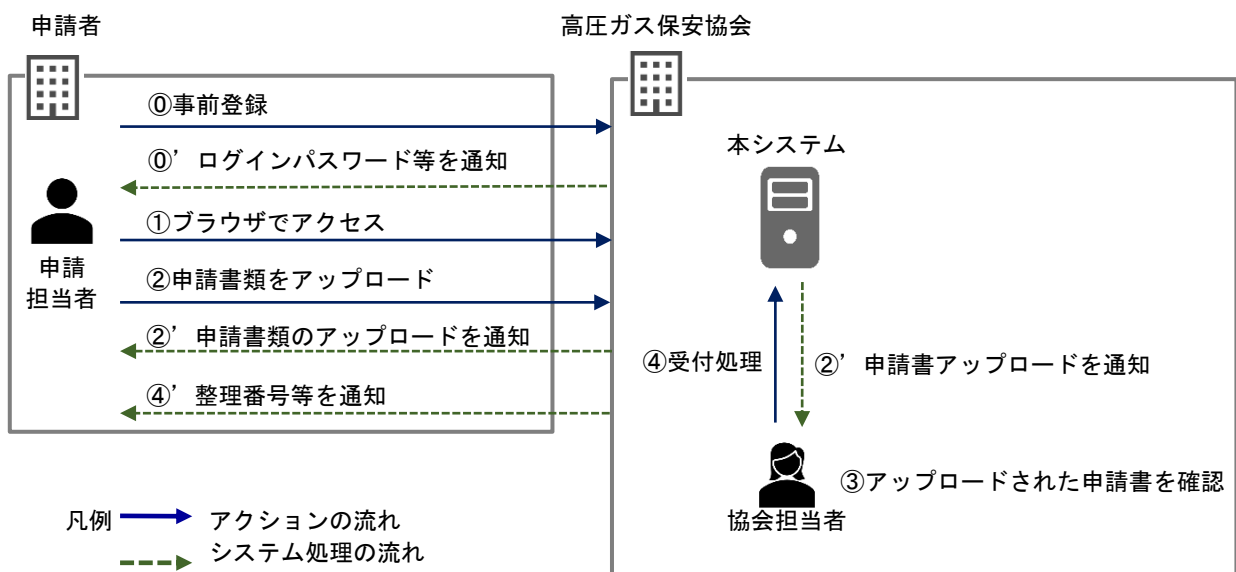 申請者
高圧ガス保安協会
⓪事前登録
⓪’ログインパスワード等を通知
①ブラウザでアクセス
②申請書類をアップロード
②’申請書類のアップロードを通知
④’整理番号等を通知
申請
担当者
本システム
④受付処理
②’申請書アップロードを通知
③アップロードされた申請書を確認
協会担当者
凡例
アクションの流れ
システム処理の流れ